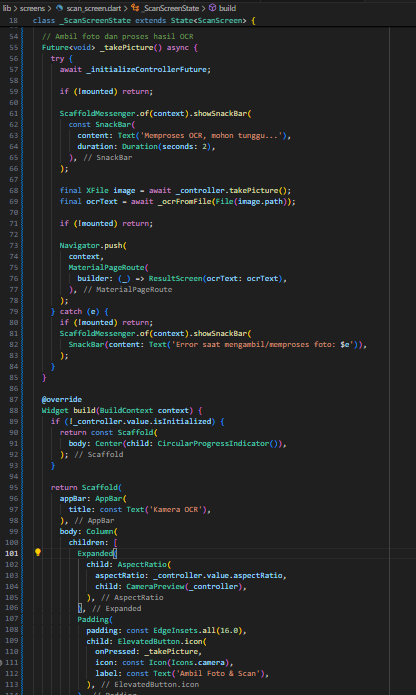 lib > screens > scan_screen.dart > _ScanScreenState > build
18 class _ScanScreenState extends State<ScanScreen> {
54 // Ambil foto dan proses hasil OCR
55 Future<void> _takePicture() async {
56 try {
57 await _initializeControllerFuture;
58
59 if (!mounted) return;
60
61 ScaffoldMessenger.of(context).showSnackBar(
62 const SnackBar(
63 content: Text('Memproses OCR, mohon tunggu...'),
64 duration: Duration(seconds: 2),
65 ), // SnackBar
66 );
67
68 final XFile image = await _controller.takePicture();
69 final ocrText = await _ocrFromFile(File(image.path));
70
71 if (!mounted) return;
72
73 Navigator.push(
74 context,
75 MaterialPageRoute(
76 builder: (_) => ResultScreen(ocrText: ocrText),
77 ), // MaterialPageRoute
78 );
79 } catch (e) {
80 if (!mounted) return;
81 ScaffoldMessenger.of(context).showSnackBar(
82 SnackBar(content: Text('Error saat mengambil/memproses foto: $e')),
83 );
84 }
85 }
86
87 @override
88 Widget build(BuildContext context) {
89 if (!_controller.value.isInitialized) {
90 return const Scaffold(
91 body: Center(child: CircularProgressIndicator()),
92 ); // Scaffold
93 }
94
95 return Scaffold(
96 appBar: AppBar(
97 title: const Text('Kamera OCR'),
98 ), // AppBar
99 body: Column(
100 children: [
101 Expanded(
102 child: AspectRatio(
103 aspectRatio: _controller.value.aspectRatio,
104 child: CameraPreview(_controller),
105 ), // AspectRatio
106 ), // Expanded
107 Padding(
108 padding: const EdgeInsets.all(16.0),
109 child: ElevatedButton.icon(
110 onPressed: _takePicture,
111 icon: const Icon(Icons.camera),
112 label: const Text('Ambil Foto & Scan'),
113 ), // ElevatedButton.icon